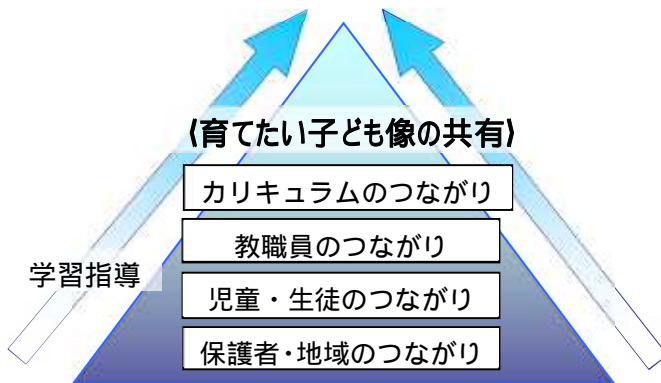 〈育てたい子ども像の共有〉
カリキュラムのつながり
教職員のつながり
学習指導
児童・生徒のつながり
保護者・地域のつながり